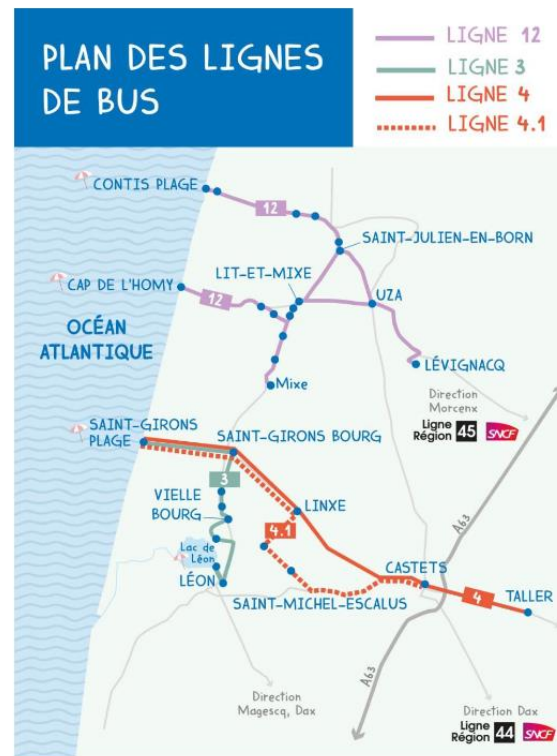 PLAN DES LIGNES
DE BUS
LIGNE 12
LIGNE 3
LIGNE 4
LIGNE 4.1
CONTIS PLAGE
12
SAINT-JULIEN-EN-BORN
LIT-ET-MIXE
CAP DE L'HOMY
12
UZA
OCÉAN
ATLANTIQUE
LÉVIGNACQ
Mixe
Direction
Morcenx
Ligne
Région 45 SNCF
SAINT-GIRONS
PLAGE
SAINT-GIRONS BOURG
3
VIELLE
BOURG
LINXE
4.1
A63
Lac de
Léon
LÉON
CASTETS
SAINT-MICHEL-ESCALUS
4
TALLER
A63
Direction
Magescq, Dax
Direction Dax
Ligne
Région 44 SNCF